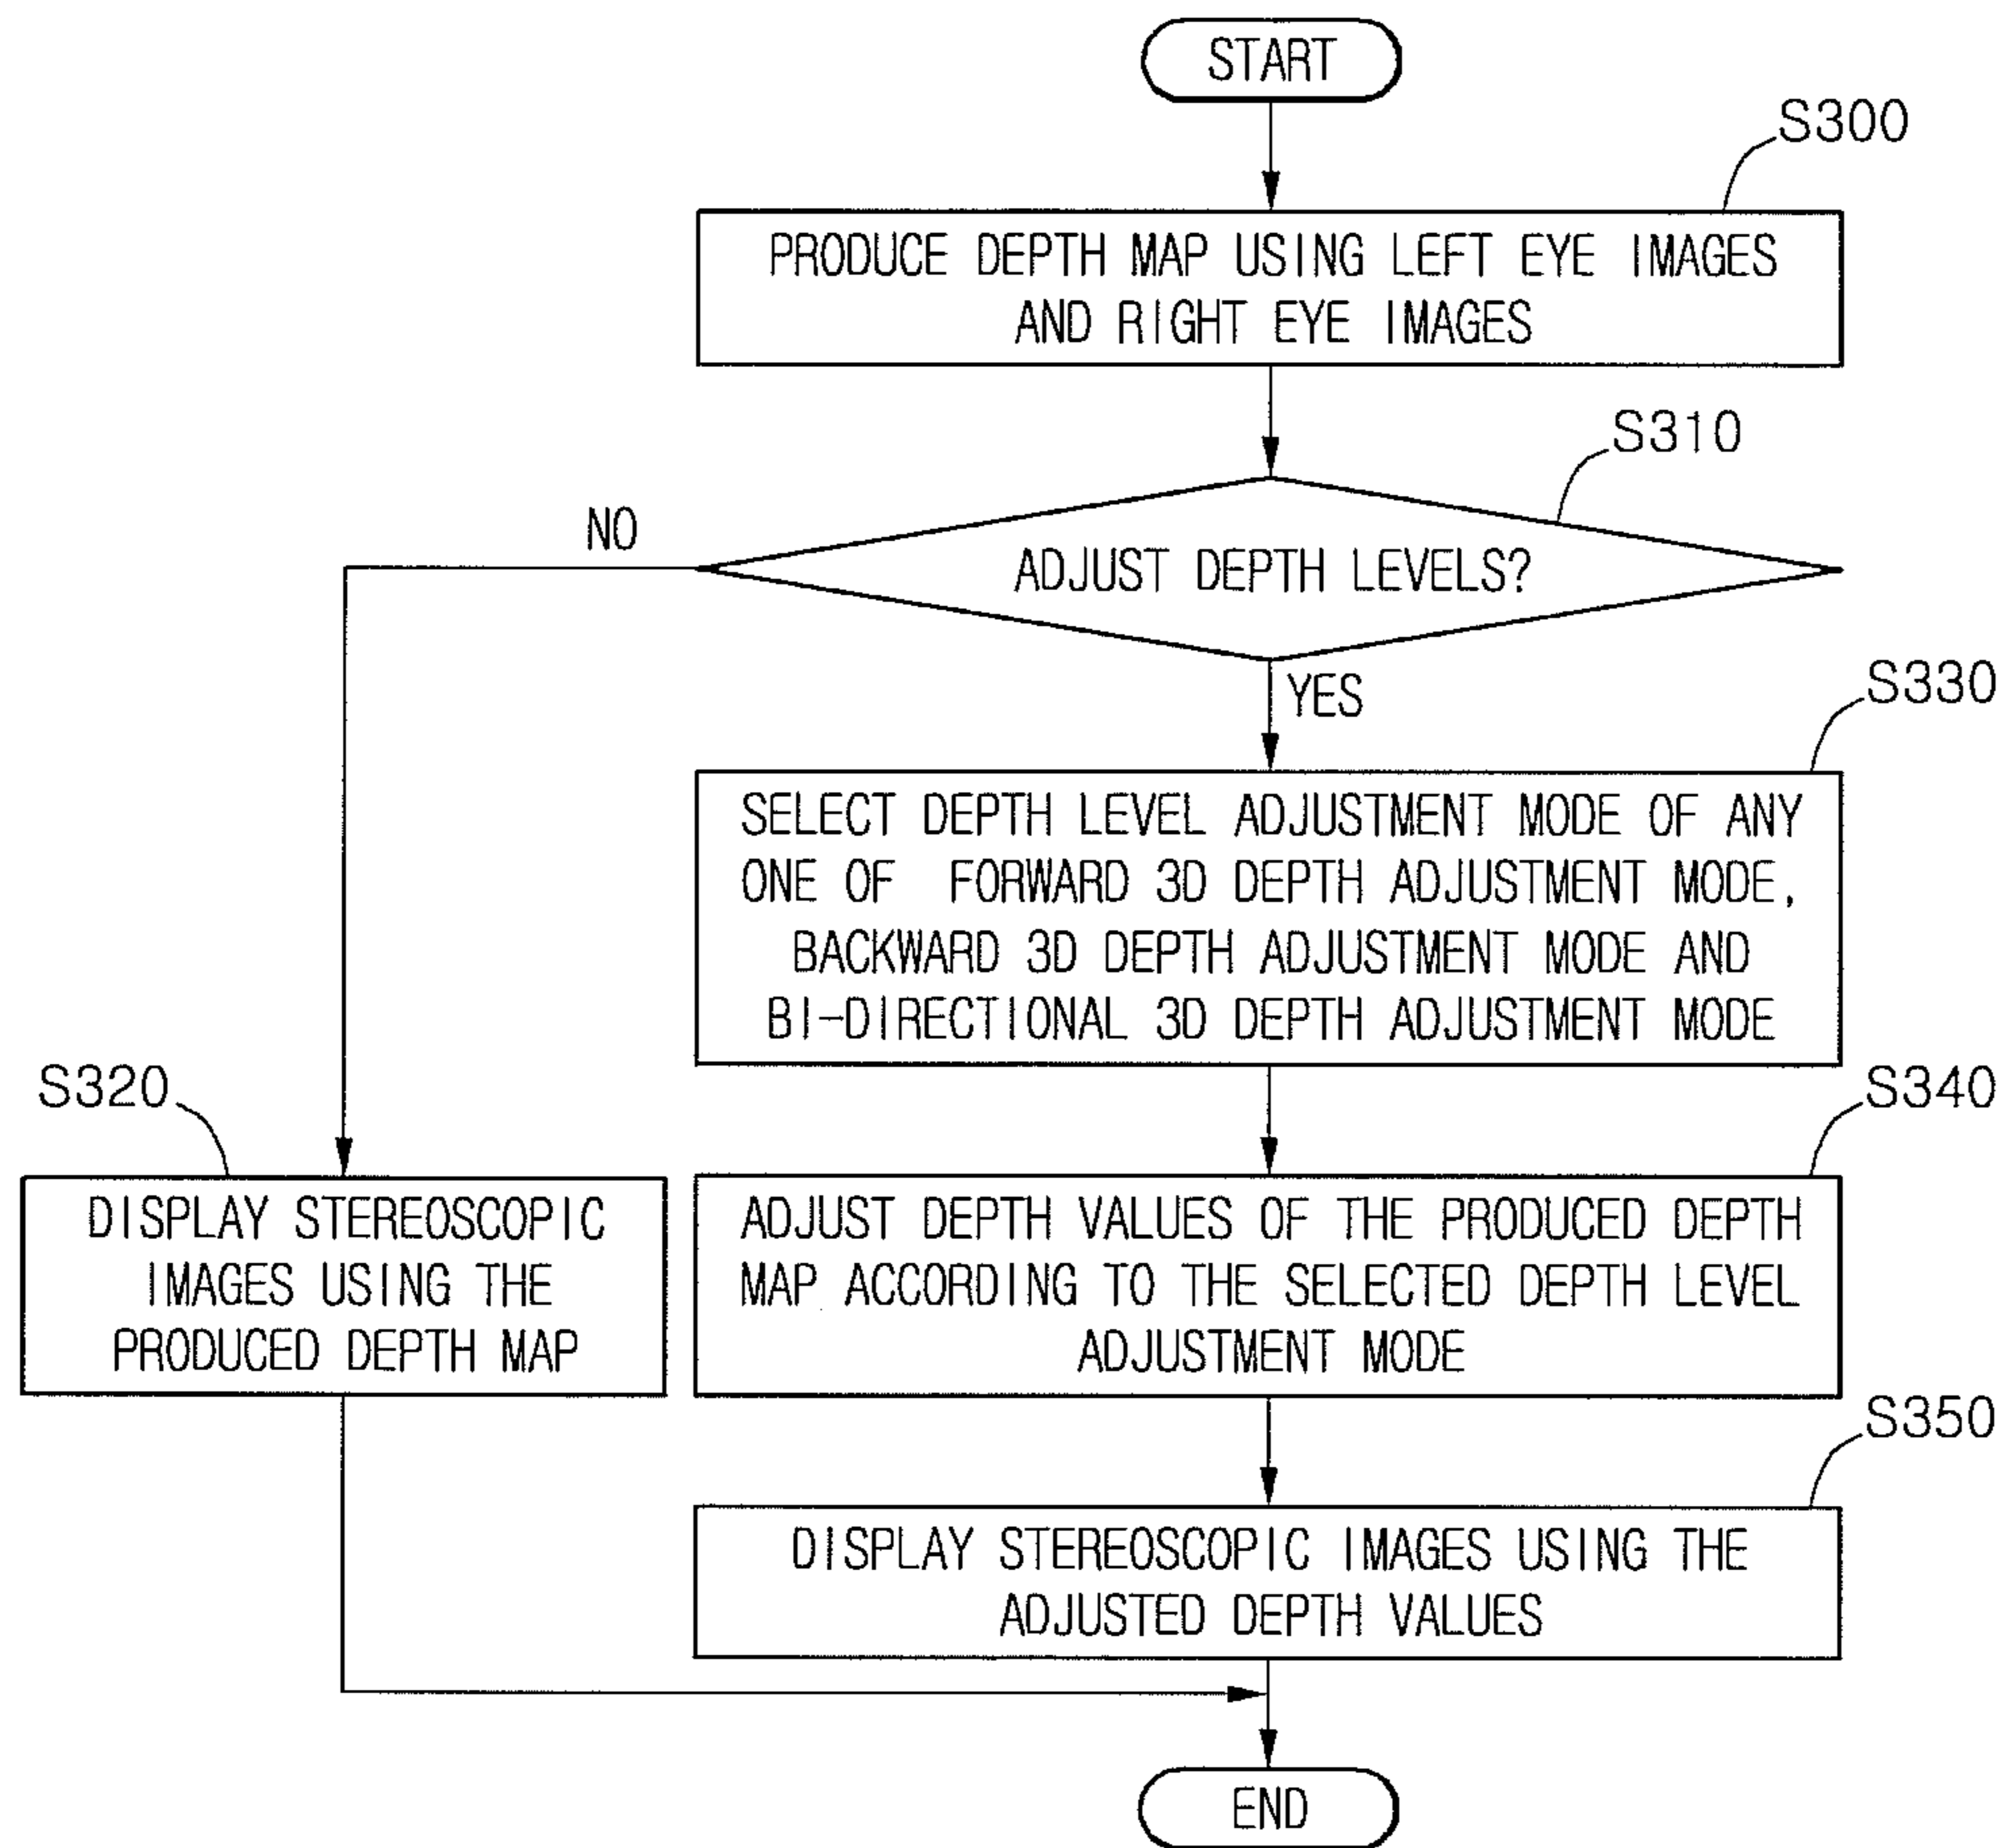 START
S300
PRODUCE DEPTH MAP USING LEFT EYE IMAGES
AND RIGHT EYE IMAGES
S310
ADJUST DEPTH LEVELS?
NO
YES
S330
SELECT DEPTH LEVEL ADJUSTMENT MODE OF ANY
ONE OF FORWARD 3D DEPTH ADJUSTMENT MODE,
BACKWARD 3D DEPTH ADJUSTMENT MODE AND
BI-DIRECTIONAL 3D DEPTH ADJUSTMENT MODE
S320
DISPLAY STEREOSCOPIC
IMAGES USING THE
PRODUCED DEPTH MAP
S340
ADJUST DEPTH VALUES OF THE PRODUCED DEPTH
MAP ACCORDING TO THE SELECTED DEPTH LEVEL
ADJUSTMENT MODE
S350
DISPLAY STEREOSCOPIC IMAGES USING THE
ADJUSTED DEPTH VALUES
END